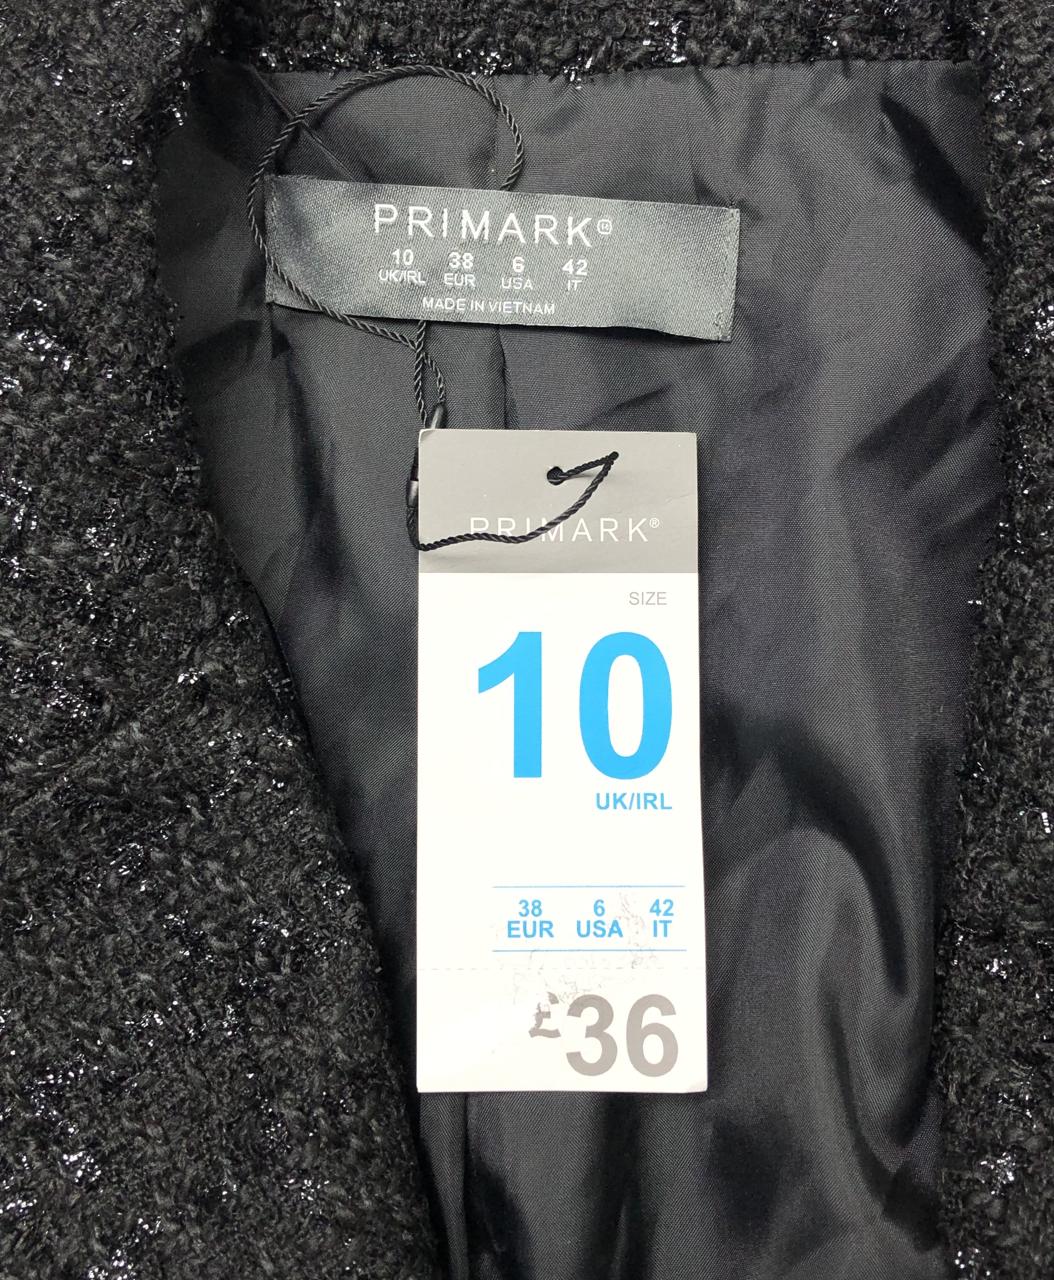 PRIMARK®
10 38 6 42
UK/IRL EUR USA IT
MADE IN VIETNAM
PRIMARK®
SIZE
10
UK/IRL
38 6 42
EUR USA IT
£36